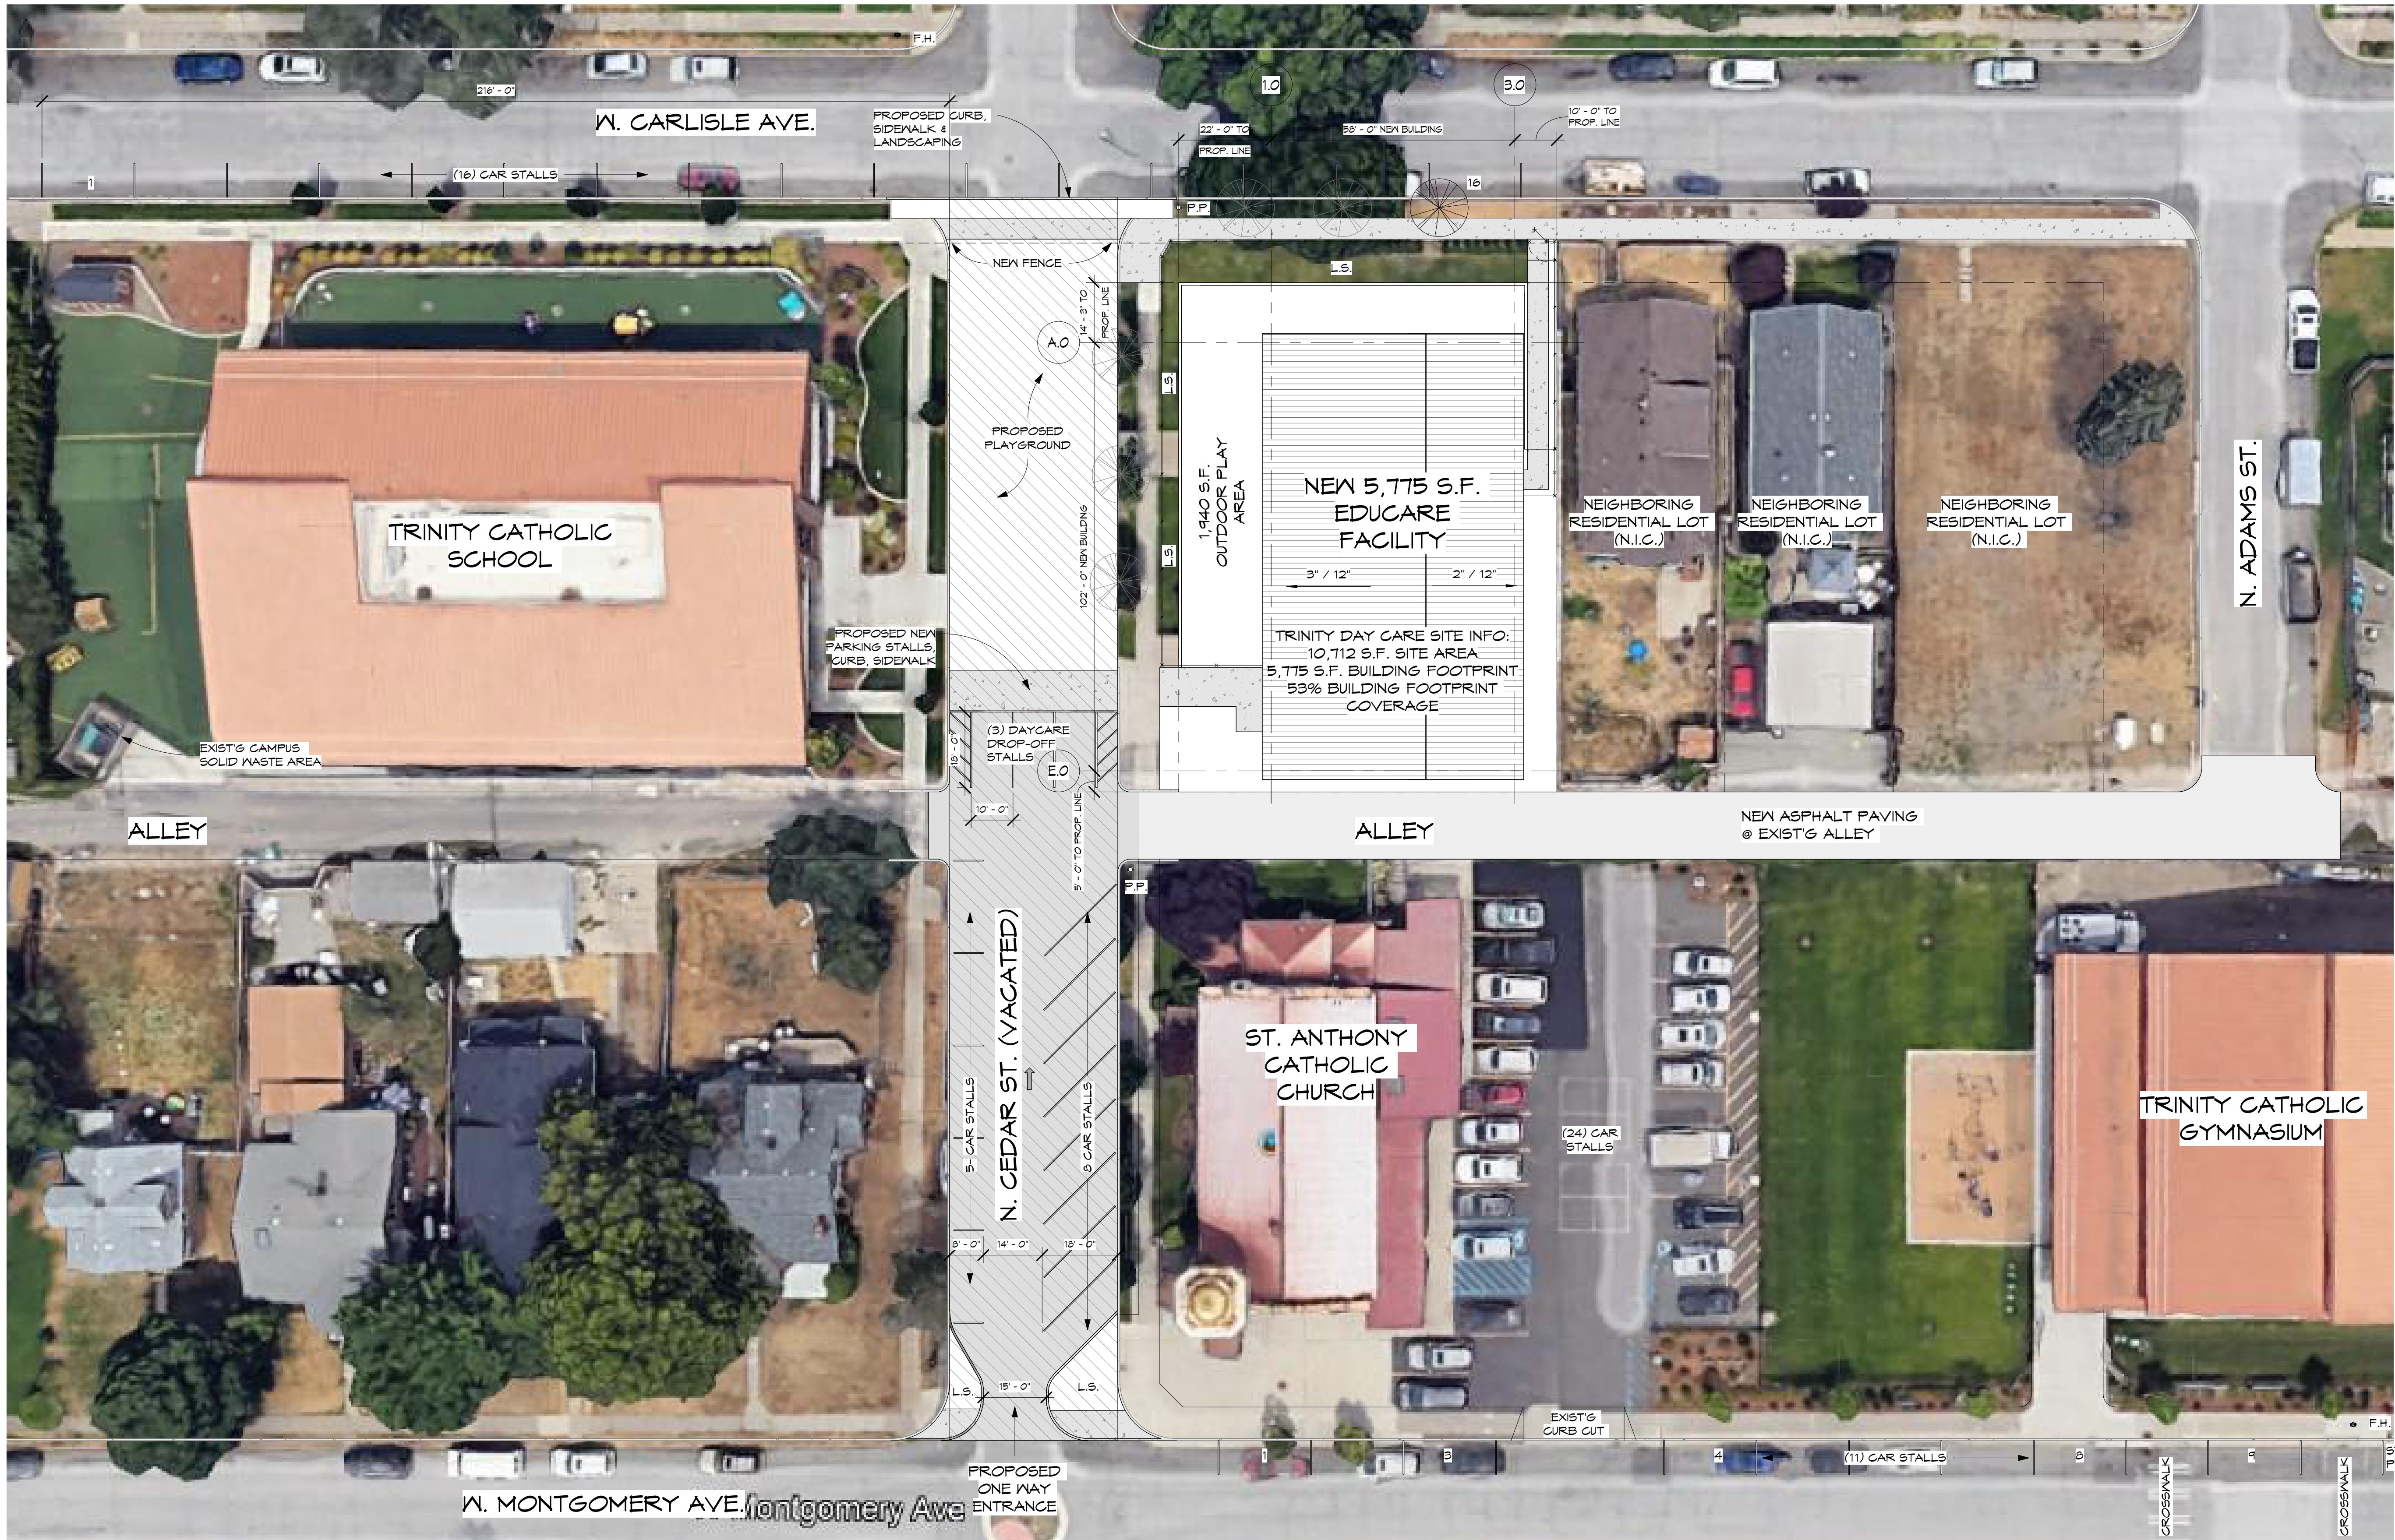 F.H.
216' - 0"
W. CARLISLE AVE.
PROPOSED CURB,
SIDEWALK &
LANDSCAPING
1.0
3.0
22' - 0" TO
PROP. LINE
58' - 0" NEW BUILDING
10' - 0" TO
PROP. LINE
1
(16) CAR STALLS
16
P.P.
NEW FENCE
L.S.
14' - 3" TO
PROP. LINE
A.0
PROPOSED
PLAYGROUND
L.S.
L.S.
102' - 0" NEW BUILDING
1,940 S.F.
OUTDOOR PLAY
AREA
NEW 5,775 S.F.
EDUCARE
FACILITY
3" / 12"
2" / 12"
TRINITY DAY CARE SITE INFO:
10,712 S.F. SITE AREA
5,775 S.F. BUILDING FOOTPRINT
53% BUILDING FOOTPRINT
COVERAGE
NEIGHBORING
RESIDENTIAL LOT
(N.I.C.)
NEIGHBORING
RESIDENTIAL LOT
(N.I.C.)
NEIGHBORING
RESIDENTIAL LOT
(N.I.C.)
N. ADAMS ST.
TRINITY CATHOLIC
SCHOOL
PROPOSED NEW
PARKING STALLS,
CURB, SIDEWALK
EXIST'G CAMPUS
SOLID WASTE AREA
18' - 0"
(3) DAYCARE
DROP-OFF
STALLS
E.0
10' - 0"
5' - 0" TO PROP. LINE
ALLEY
ALLEY
NEW ASPHALT PAVING
@ EXIST'G ALLEY
P.P.
N. CEDAR ST. (VACATED)
5- CAR STALLS
8 CAR STALLS
8' - 0"
14' - 0"
18' - 0"
ST. ANTHONY
CATHOLIC
CHURCH
(24) CAR
STALLS
TRINITY CATHOLIC
GYMNASIUM
L.S.
15' - 0"
L.S.
EXIST'G
CURB CUT
F.H.
1
3
4
(11) CAR STALLS
8
9
CROSSWALK
CROSSWALK
PROPOSED
ONE WAY
ENTRANCE
W. MONTGOMERY AVE.
Montgomery Ave